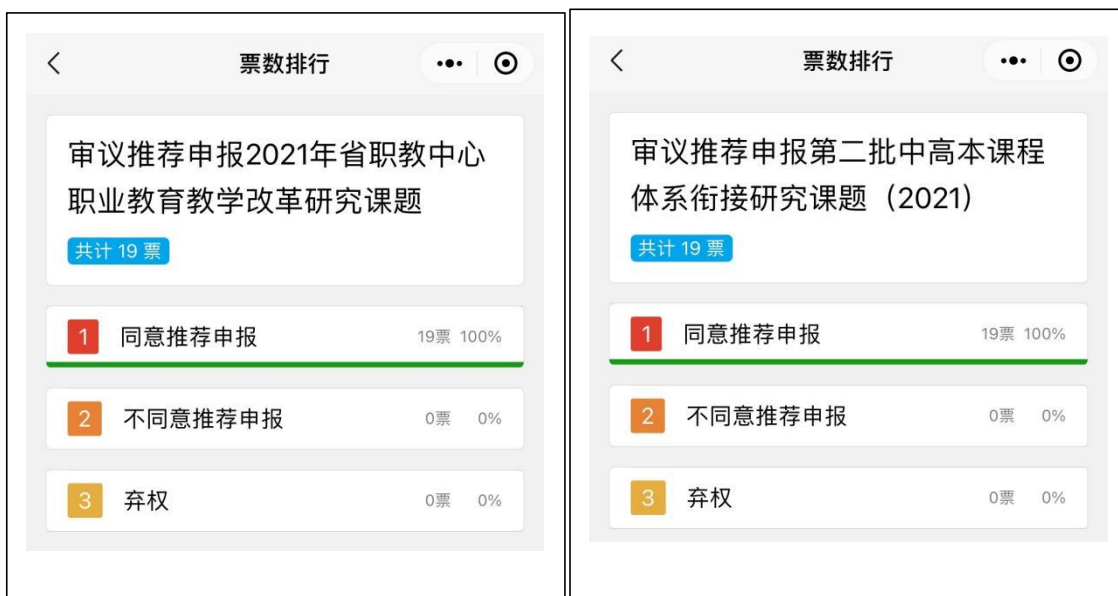 票数排行
审议推荐申报2021年省职教中心
职业教育教学改革研究课题
共计 19 票
1 同意推荐申报 19票 100%
2 不同意推荐申报 0票 0%
3 弃权 0票 0%
票数排行
审议推荐申报第二批中高本课程
体系衔接研究课题（2021）
共计 19 票
1 同意推荐申报 19票 100%
2 不同意推荐申报 0票 0%
3 弃权 0票 0%